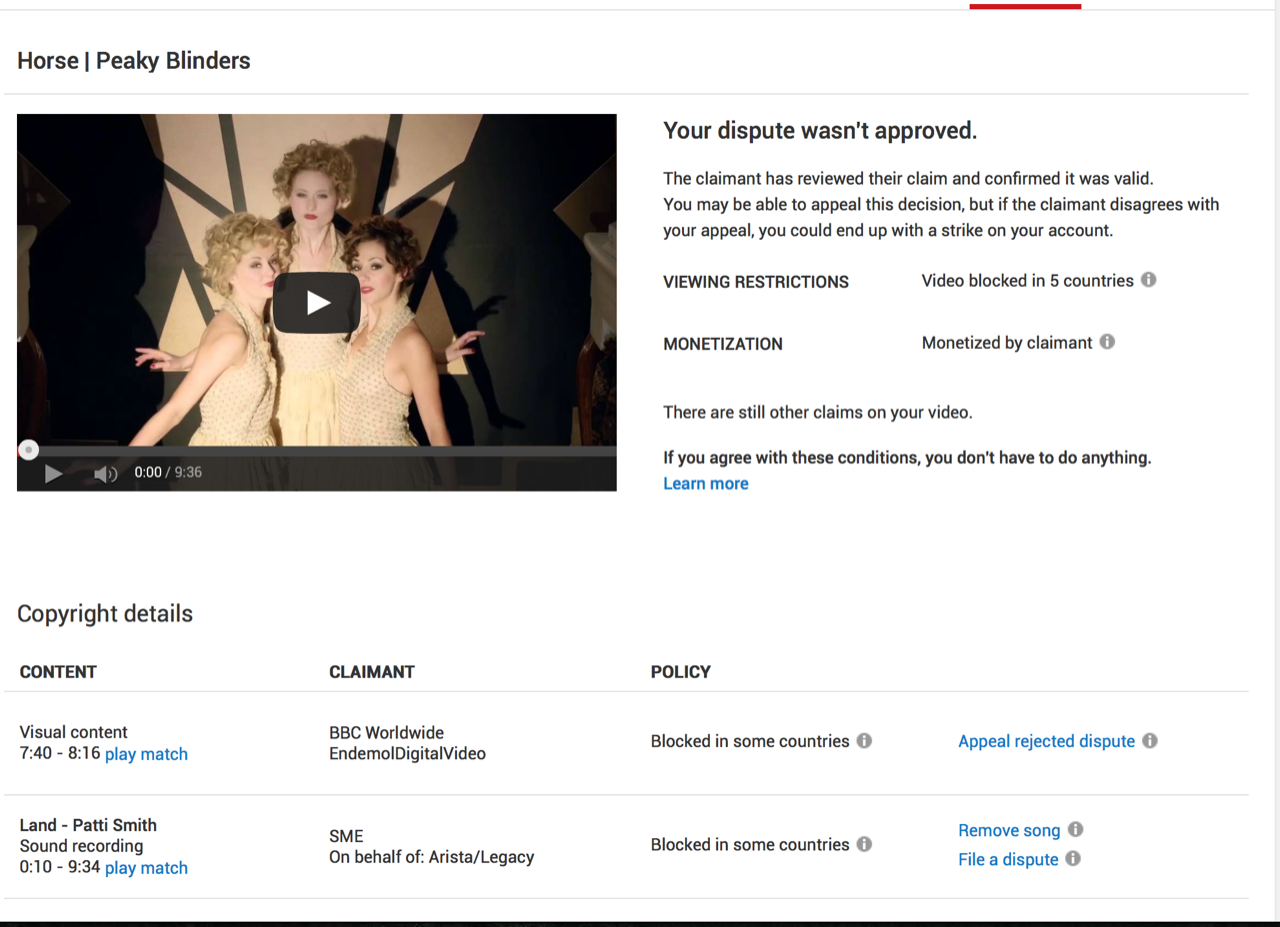 Horse | Peaky Blinders
Your dispute wasn't approved.
The claimant has reviewed their claim and confirmed it was valid.
You may be able to appeal this decision, but if the claimant disagrees with
your appeal, you could end up with a strike on your account.
VIEWING RESTRICTIONS Video blocked in 5 countries
MONETIZATION Monetized by claimant
There are still other claims on your video.
If you agree with these conditions, you don't have to do anything.
Learn more
0:00 / 9:36
Copyright details
CONTENT CLAIMANT POLICY
Visual content
7:40 - 8:16 play match
BBC Worldwide
EndemolDigitalVideo
Blocked in some countries
Appeal rejected dispute
Land - Patti Smith
Sound recording
0:10 - 9:34 play match
SME
On behalf of: Arista/Legacy
Blocked in some countries
Remove song
File a dispute